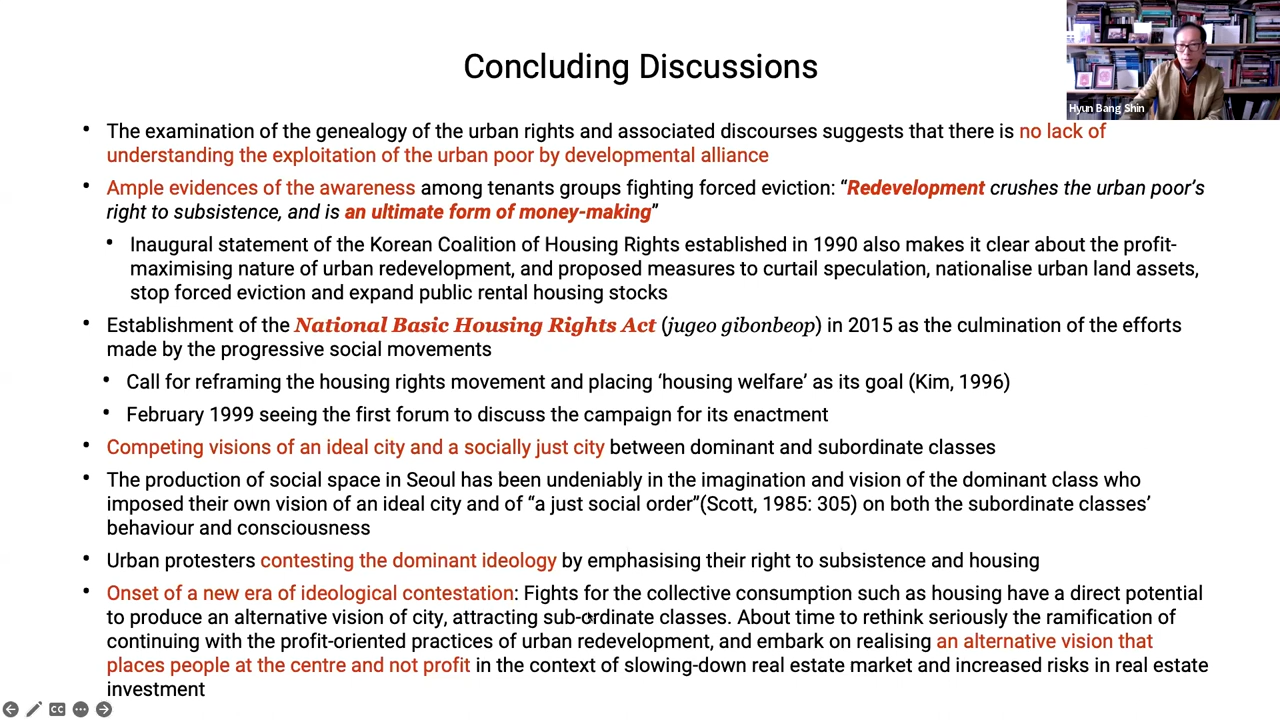 Concluding Discussions
Hyun Bang Shin
• The examination of the genealogy of the urban rights and associated discourses suggests that there is no lack of
understanding the exploitation of the urban poor by developmental alliance
• Ample evidences of the awareness among tenants groups fighting forced eviction: “Redevelopment crushes the urban poor’s
right to subsistence, and is an ultimate form of money-making”
• Inaugural statement of the Korean Coalition of Housing Rights established in 1990 also makes it clear about the profit-
maximising nature of urban redevelopment, and proposed measures to curtail speculation, nationalise urban land assets,
stop forced eviction and expand public rental housing stocks
• Establishment of the National Basic Housing Rights Act (jugeo gibonbeop) in 2015 as the culmination of the efforts
made by the progressive social movements
• Call for reframing the housing rights movement and placing ‘housing welfare’ as its goal (Kim, 1996)
• February 1999 seeing the first forum to discuss the campaign for its enactment
• Competing visions of an ideal city and a socially just city between dominant and subordinate classes
• The production of social space in Seoul has been undeniably in the imagination and vision of the dominant class who
imposed their own vision of an ideal city and of “a just social order”(Scott, 1985: 305) on both the subordinate classes’
behaviour and consciousness
• Urban protesters contesting the dominant ideology by emphasising their right to subsistence and housing
• Onset of a new era of ideological contestation: Fights for the collective consumption such as housing have a direct potential
to produce an alternative vision of city, attracting sub-ordinate classes. About time to rethink seriously the ramification of
continuing with the profit-oriented practices of urban redevelopment, and embark on realising an alternative vision that
places people at the centre and not profit in the context of slowing-down real estate market and increased risks in real estate
investment
CC